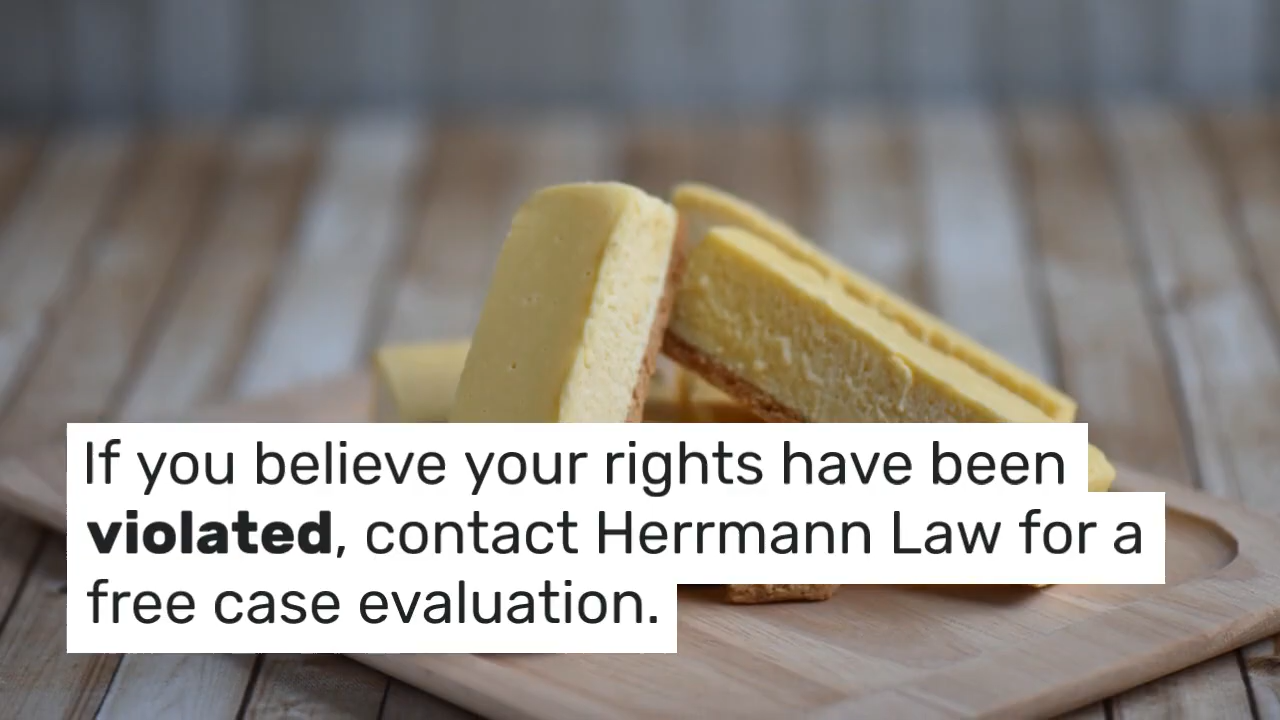 If you believe your rights have been
violated, contact Herrmann Law for a
free case evaluation.